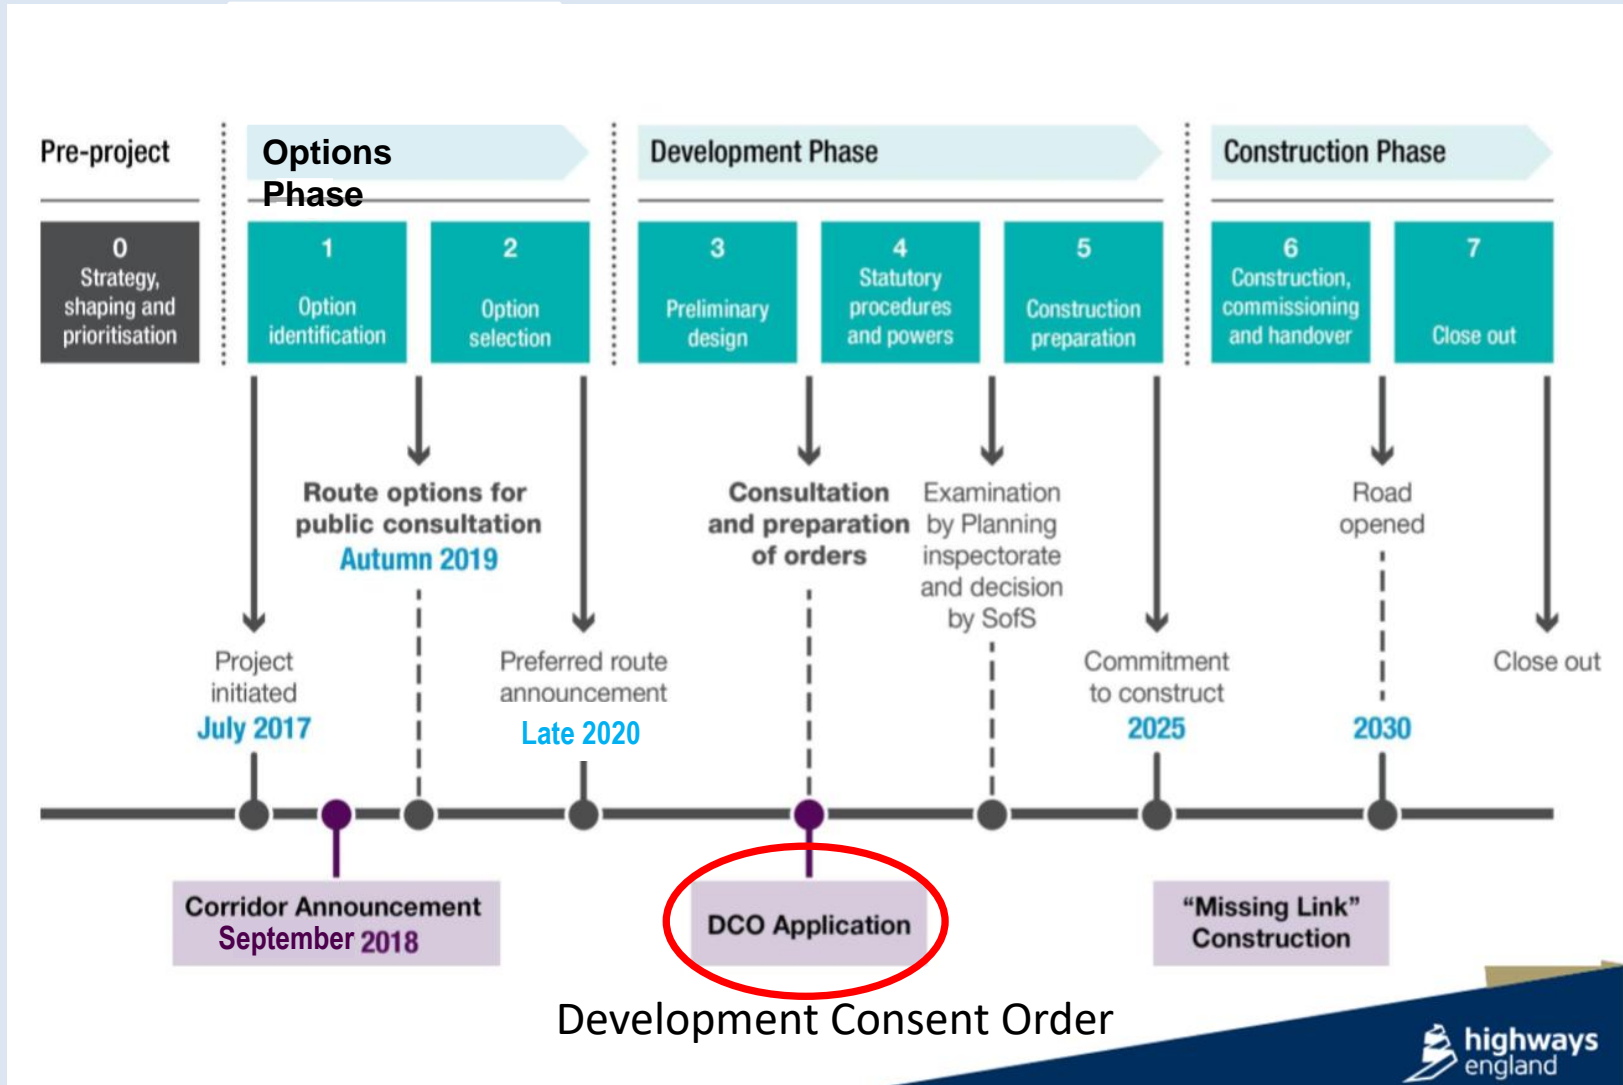 Pre-project
Options
Phase
Development Phase
Construction Phase
0
Strategy,
shaping and
prioritisation
1
Option
identification
2
Option
selection
3
Preliminary
design
4
Statutory
procedures
and powers
5
Construction
preparation
6
Construction,
commissioning
and handover
7
Close out
Route options for
public consultation
Autumn 2019
Consultation
and preparation
of orders
Examination
by Planning
inspectorate
and decision
by SofS
Road
opened
Project
initiated
July 2017
Preferred route
announcement
Late 2020
Commitment
to construct
2025
2030
Close out
Corridor Announcement
September 2018
DCO Application
"Missing Link"
Construction
Development Consent Order
highways
england